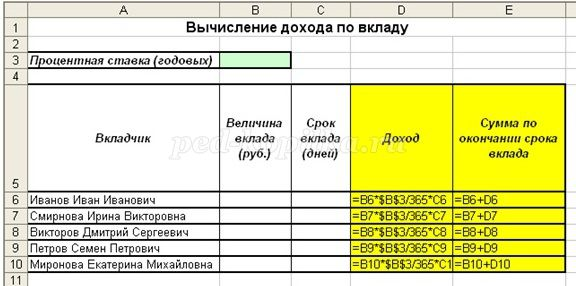 A B C D E
1 Вычисление дохода по вкладу
2
3 Процентная ставка (годовых)
4
5 Вкладчик Величина вклада (руб.) Срок вклада (дней) Доход Сумма по окончании срока вклада
6 Иванов Иван Иванович =B6*$B$3/365*C6 =B6+D6
7 Смирнова Ирина Викторовна =B7*$B$3/365*C7 =B7+D7
8 Викторов Дмитрий Сергеевич =B8*$B$3/365*C8 =B8+D8
9 Петров Семен Петрович =B9*$B$3/365*C9 =B9+D9
10 Миронова Екатерина Михайловна =B10*$B$3/365*C1 =B10+D10
11